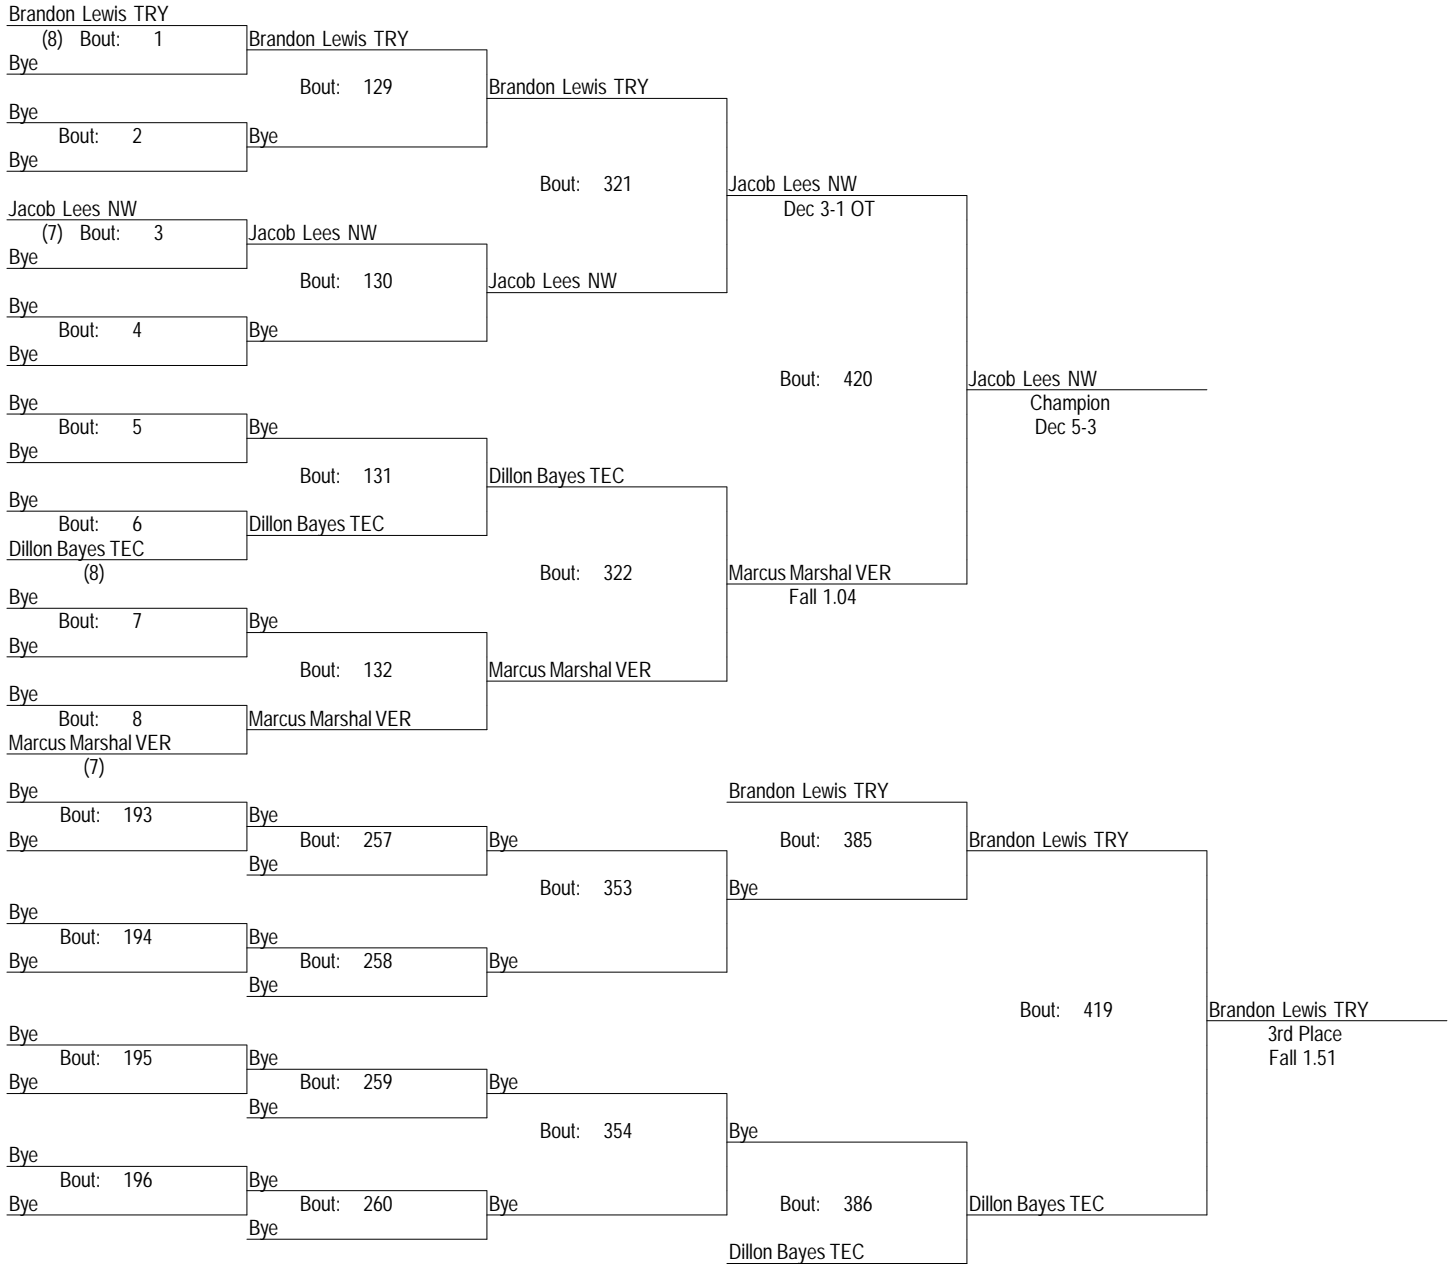 Brandon Lewis TRY
(8) Bout: 1
Brandon Lewis TRY
Bye
Bout: 129
Brandon Lewis TRY
Bye
Bout: 2
Bye
Bye
Bout: 321
Jacob Lees NW
Dec 3-1 OT
Jacob Lees NW
(7) Bout: 3
Jacob Lees NW
Bye
Bout: 130
Jacob Lees NW
Bye
Bout: 4
Bye
Bye
Bout: 420
Jacob Lees NW
Champion
Dec 5-3
Bye
Bout: 5
Bye
Bye
Bout: 131
Dillon Bayes TEC
Bye
Bout: 6
Dillon Bayes TEC
Dillon Bayes TEC
(8)
Bout: 322
Marcus Marshal VER
Fall 1.04
Bye
Bout: 7
Bye
Bye
Bout: 132
Marcus Marshal VER
Bye
Bout: 8
Marcus Marshal VER
Marcus Marshal VER
(7)
Bye
Bout: 193
Bye
Bye
Bout: 257
Bye
Bye
Bout: 353
Brandon Lewis TRY
Bout: 385
Bye
Brandon Lewis TRY
Bye
Bout: 194
Bye
Bye
Bout: 258
Bye
Bye
Bout: 419
Brandon Lewis TRY
3rd Place
Fall 1.51
Bye
Bout: 195
Bye
Bye
Bout: 259
Bye
Bye
Bout: 354
Bye
Bye
Bout: 196
Bye
Bye
Bout: 260
Bye
Bye
Bout: 386
Dillon Bayes TEC
Dillon Bayes TEC